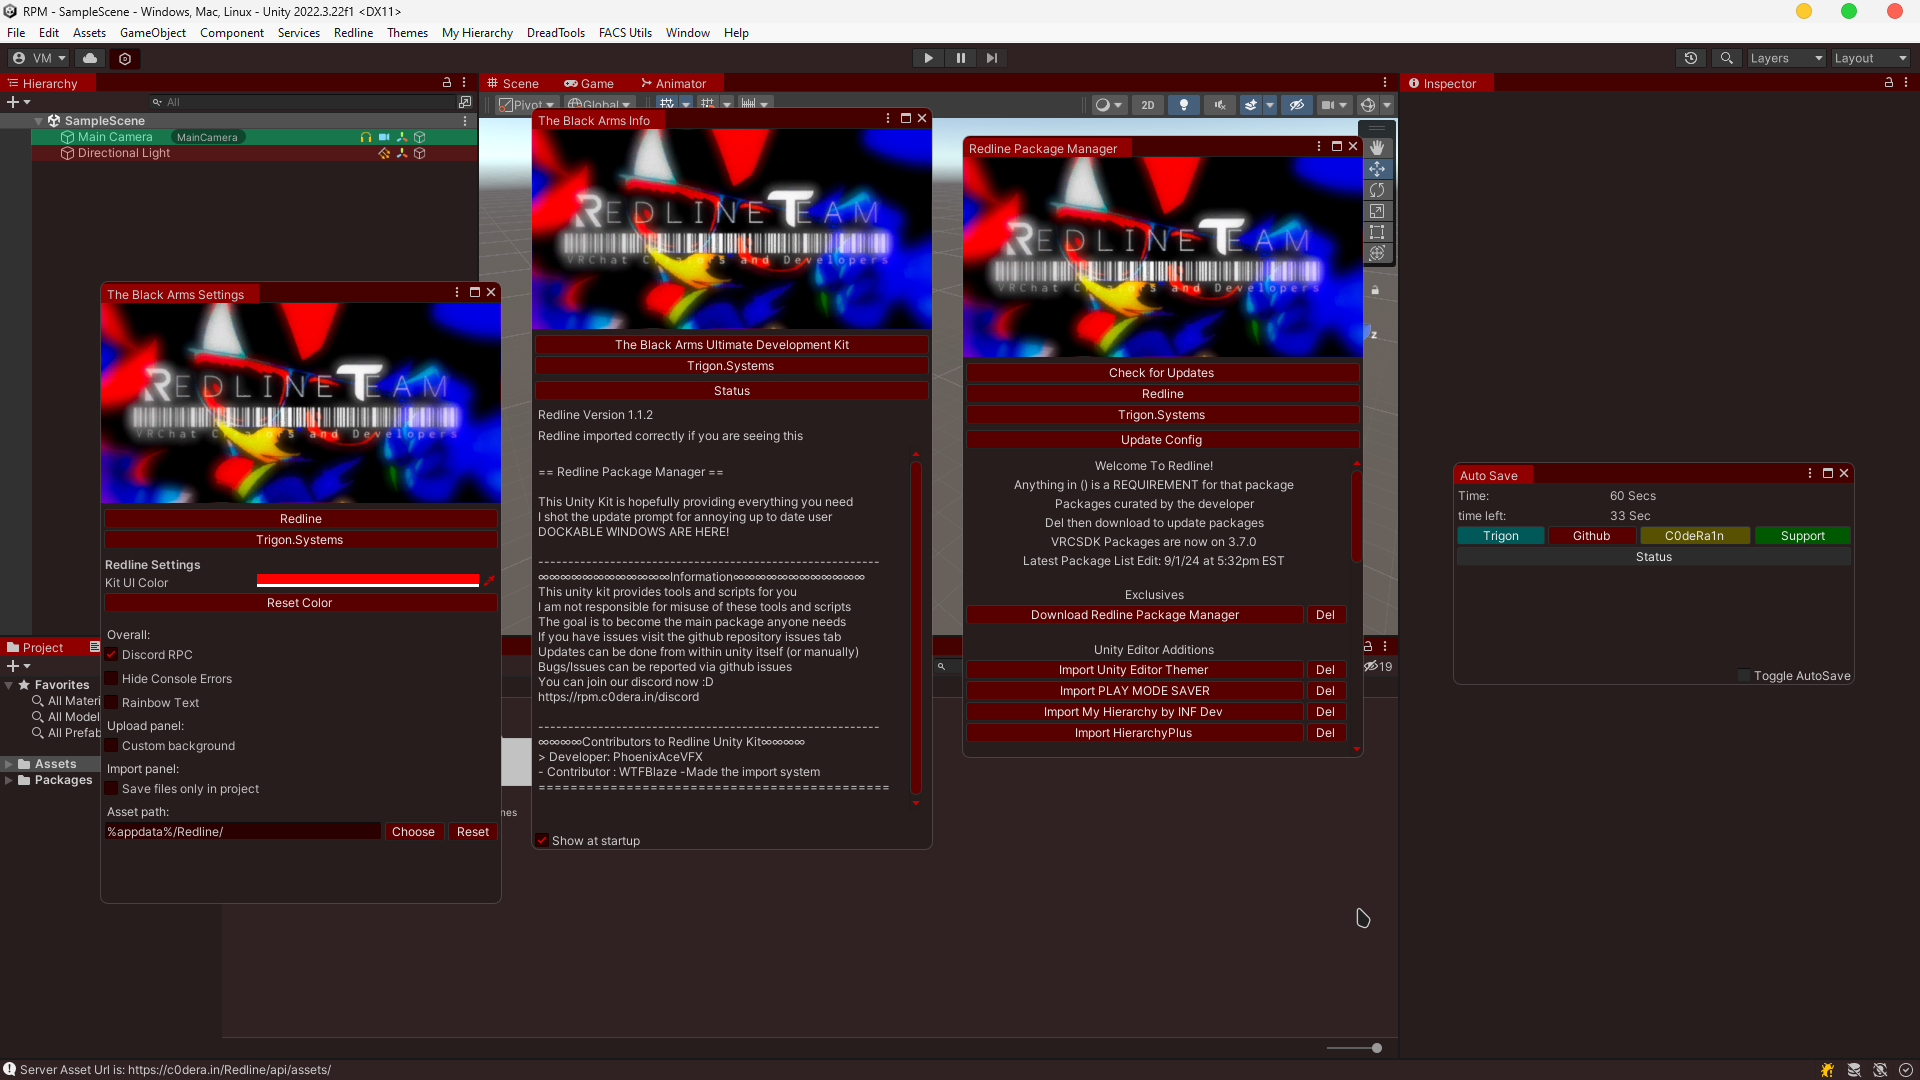 RPM - SampleScene - Windows, Mac, Linux - Unity 2022.3.22f1 <DX11>
File Edit Assets GameObject Component Services Redline Themes My Hierarchy DreadTools FACS Utils Window Help
VM
Layers
Layout
Hierarchy
All
SampleScene
Main Camera MainCamera
Directional Light
Scene
Game
Animator
Pivot
Global
2D
Inspector
The Black Arms Settings
REDLINE TEAM
VRChat Creators and Developers
Redline
Trigon.Systems
Redline Settings
Kit UI Color
Reset Color
Overall:
Discord RPC
Hide Console Errors
Rainbow Text
Upload panel:
Custom background
Import panel:
Save files only in project
Asset path:
%appdata%/Redline/
Choose
Reset
The Black Arms Info
REDLINE TEAM
VRChat Creators and Developers
The Black Arms Ultimate Development Kit
Trigon.Systems
Status
Redline Version 1.1.2
Redline imported correctly if you are seeing this
== Redline Package Manager ==
This Unity Kit is hopefully providing everything you need
I shot the update prompt for annoying up to date user
DOCKABLE WINDOWS ARE HERE!
---------------------------------------------------------
∞∞∞∞∞∞∞∞∞∞∞∞Information∞∞∞∞∞∞∞∞∞∞∞∞
This unity kit provides tools and scripts for you
I am not responsible for misuse of these tools and scripts
The goal is to become the main package anyone needs
If you have issues visit the github repository issues tab
Updates can be done from within unity itself (or manually)
Bugs/Issues can be reported via github issues
You can join our discord now :D
https://rpm.c0dera.in/discord
---------------------------------------------------------
∞∞∞∞Contributors to Redline Unity Kit∞∞∞∞
> Developer: PhoenixAceVFX
- Contributor : WTFBlaze -Made the import system
============================================
Show at startup
Redline Package Manager
REDLINE TEAM
VRChat Creators and Developers
Check for Updates
Redline
Trigon.Systems
Update Config
Welcome To Redline!
Anything in () is a REQUIREMENT for that package
Packages curated by the developer
Del then download to update packages
VRCSDK Packages are now on 3.7.0
Latest Package List Edit: 9/1/24 at 5:32pm EST
Exclusives
Download Redline Package Manager Del
Unity Editor Additions
Import Unity Editor Themer Del
Import PLAY MODE SAVER Del
Import My Hierarchy by INF Dev Del
Import HierarchyPlus Del
z
Auto Save
Time: 60 Secs
time left: 33 Sec
Trigon Github C0deRa1n Support
Status
Toggle AutoSave
Project
19
Favorites
All Materi
All Model
All Prefab
Assets
Packages
nes
Server Asset Url is: https://c0dera.in/Redline/api/assets/